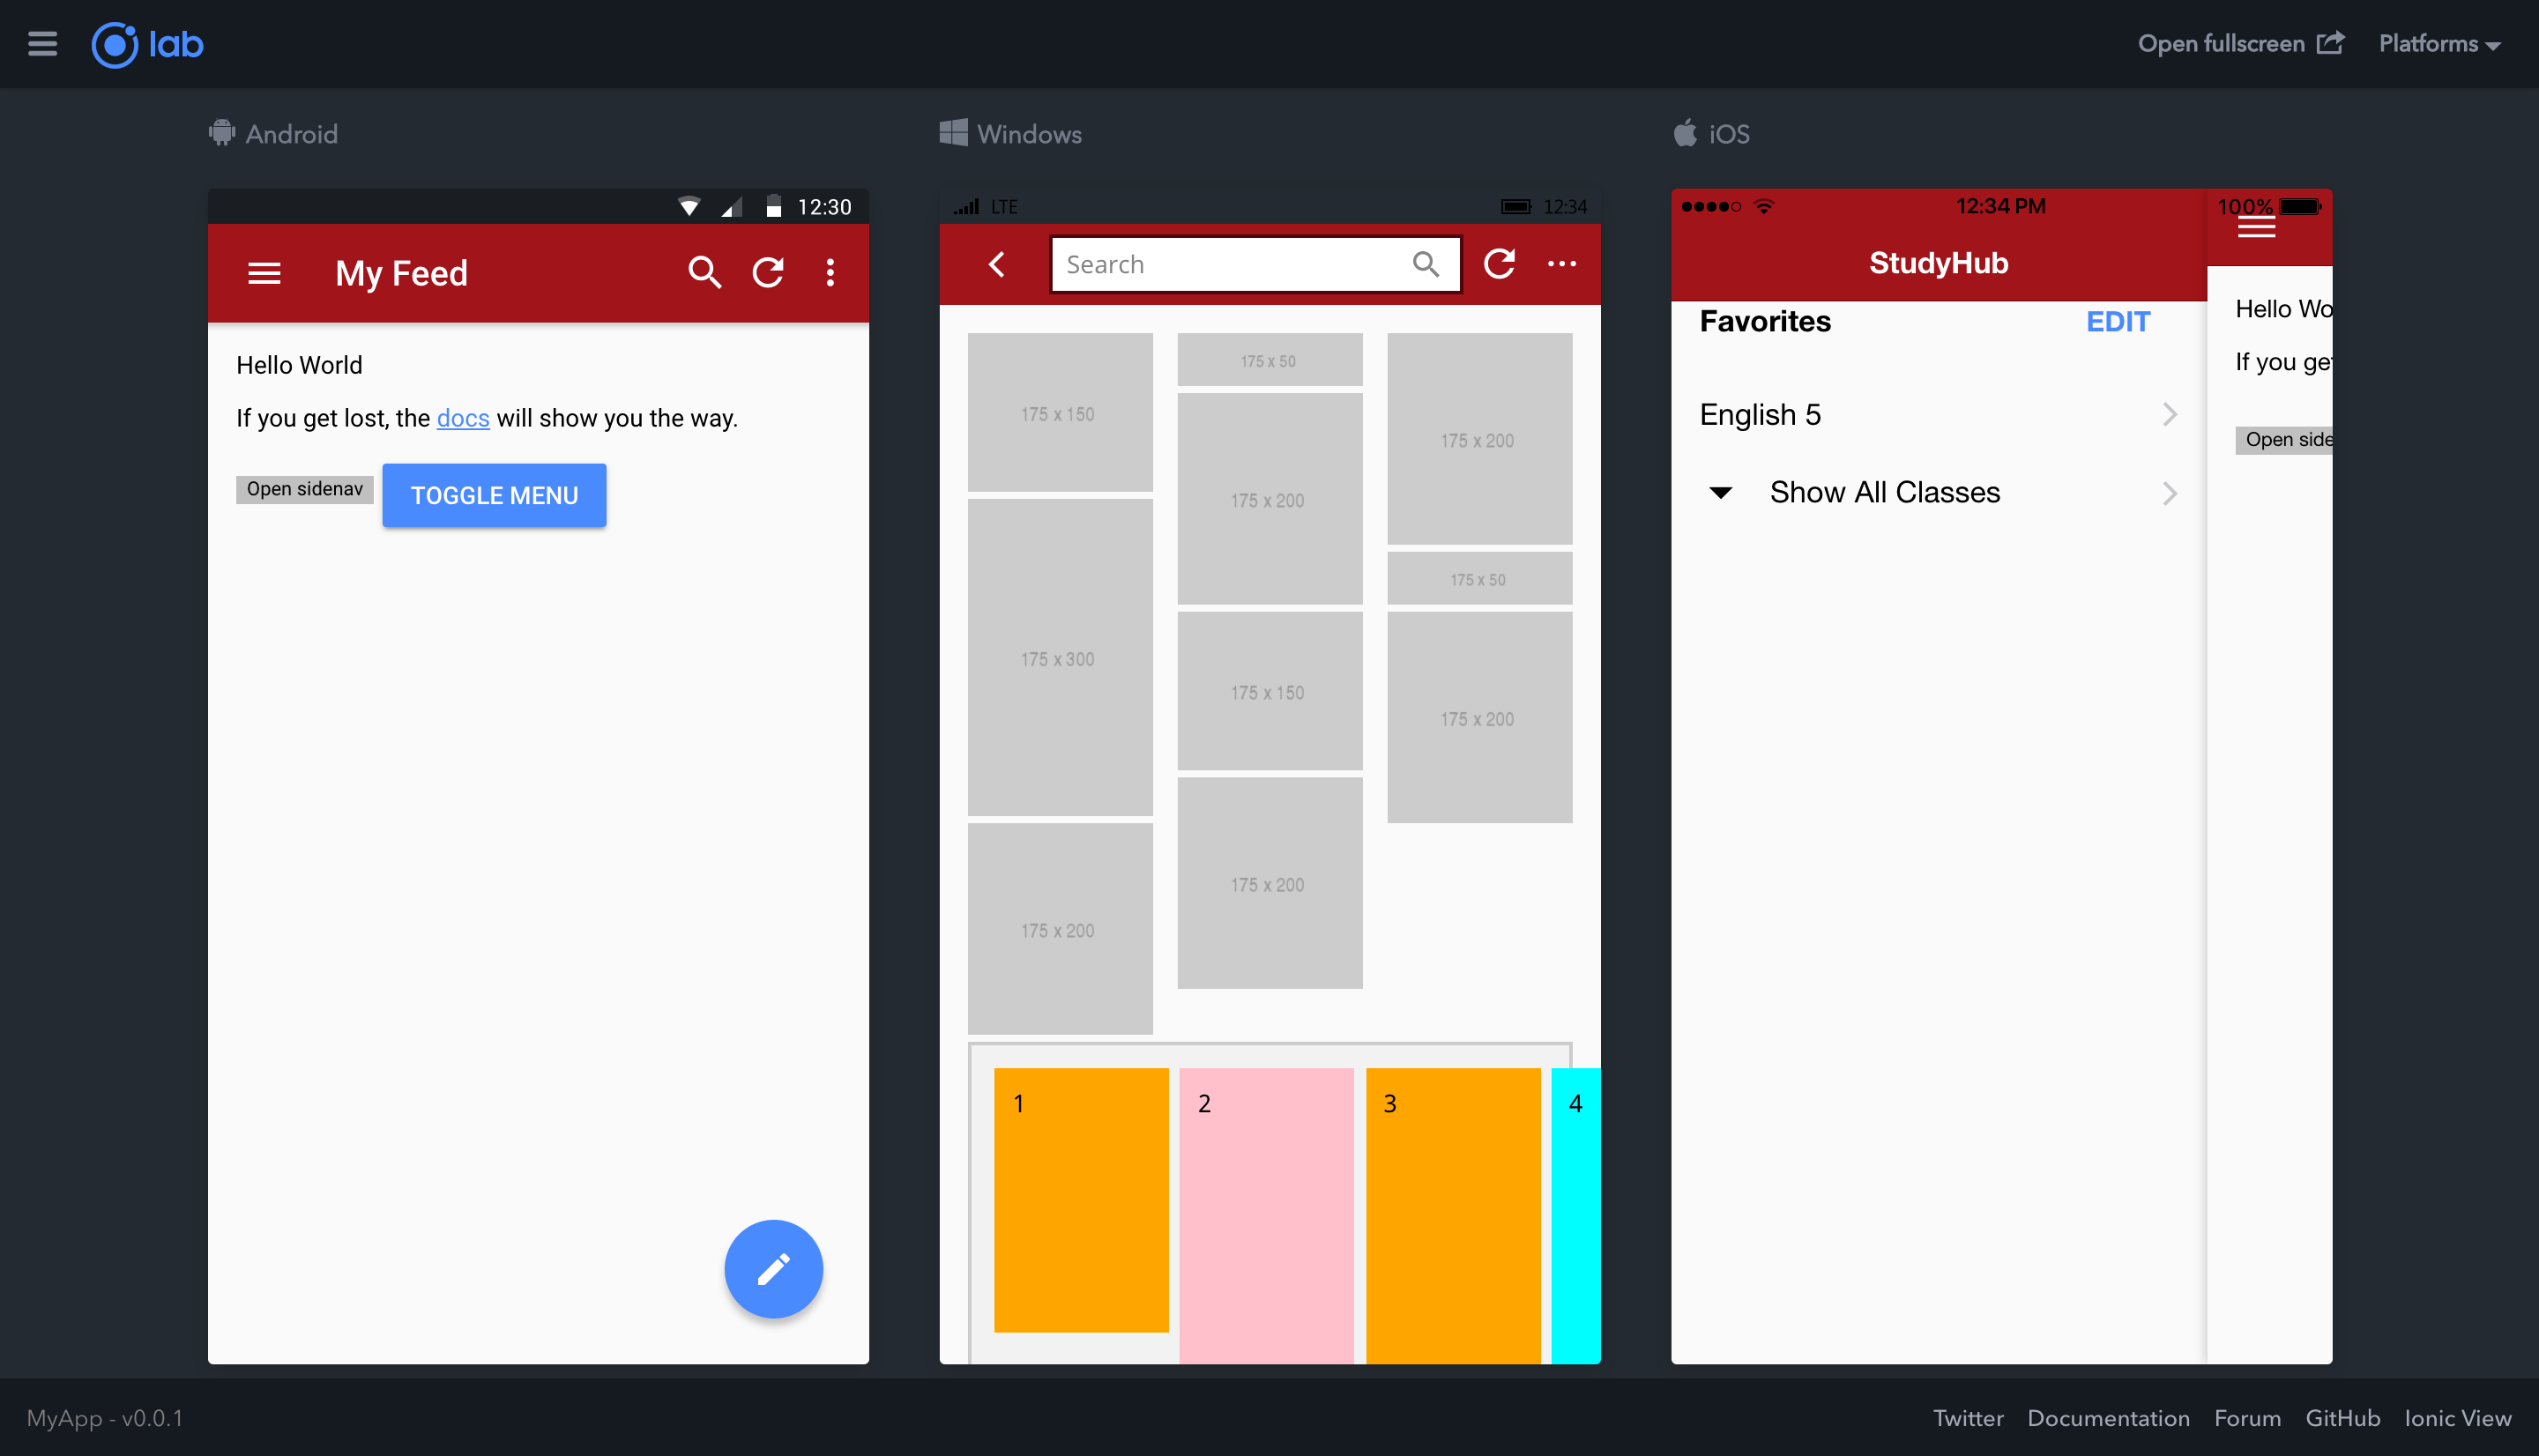 lab
Open fullscreen
Platforms
Android
12:30
My Feed
Hello World
If you get lost, the docs will show you the way.
Open sidenav
TOGGLE MENU
Windows
LTE
12:34
Search
175 x 150
175 x 300
175 x 200
175 x 50
175 x 200
175 x 150
175 x 200
175 x 200
175 x 50
175 x 200
1
2
3
4
iOS
12:34 PM
100%
StudyHub
Favorites
EDIT
English 5
Show All Classes
Hello Wo
If you get
Open side
MyApp - v0.0.1
Twitter
Documentation
Forum
GitHub
Ionic View